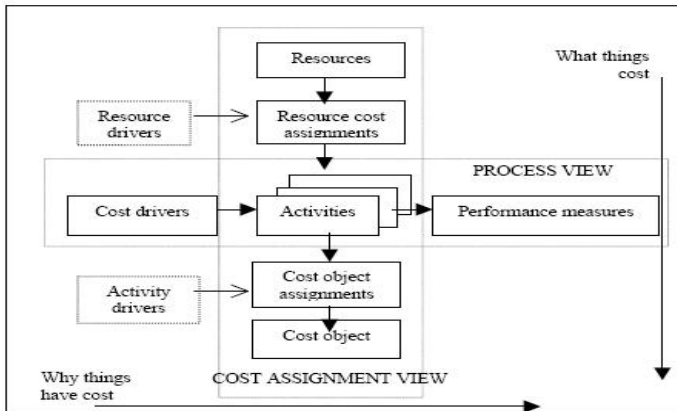 Resources
What things
cost
Resource
drivers
Resource cost
assignments
PROCESS VIEW
Cost drivers
Activities
Performance measures
Activity
drivers
Cost object
assignments
Cost object
COST ASSIGNMENT VIEW
Why things
have cost